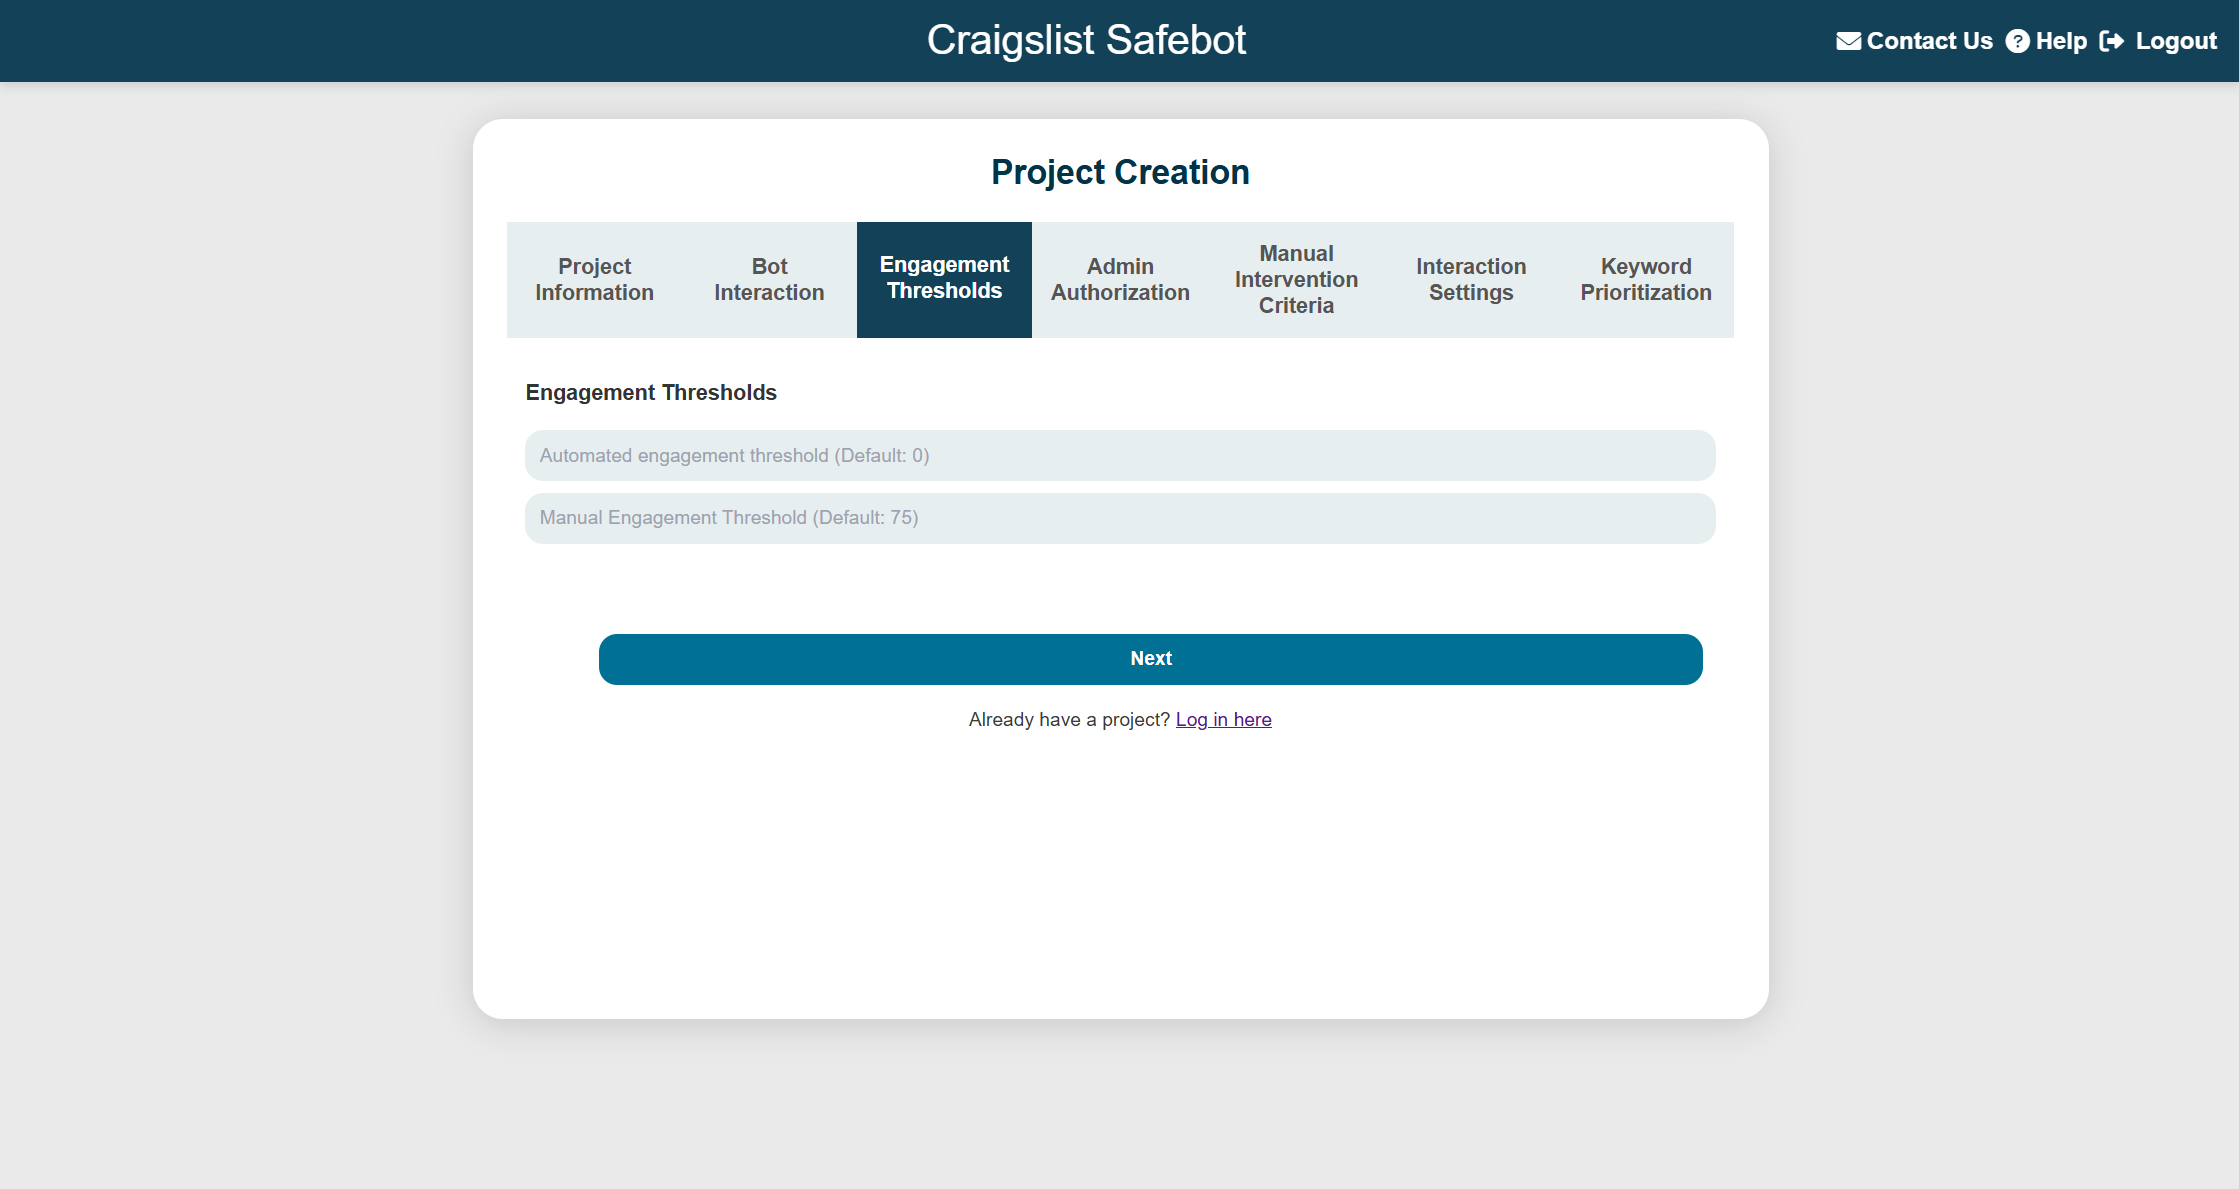 Craigslist Safebot
Contact Us Help Logout
Project Creation
Project Information
Bot Interaction
Engagement Thresholds
Admin Authorization
Manual Intervention Criteria
Interaction Settings
Keyword Prioritization
Engagement Thresholds
Automated engagement threshold (Default: 0)
Manual Engagement Threshold (Default: 75)
Next
Already have a project? Log in here